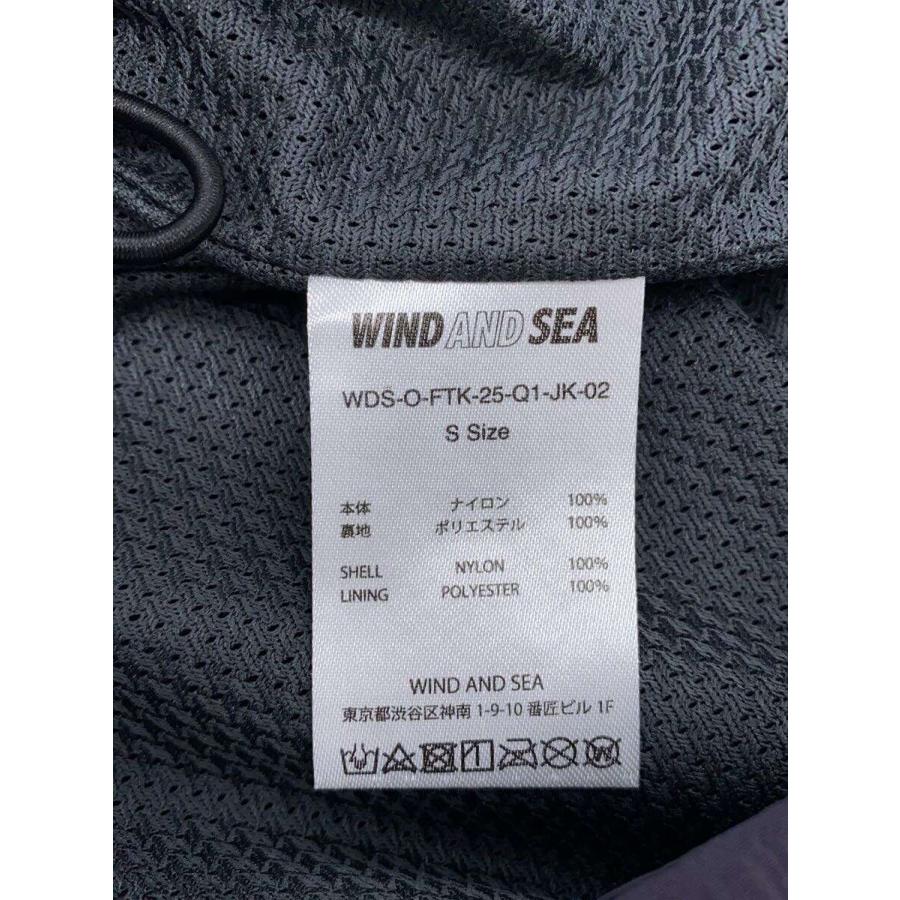 WIND AND SEA
WDS-O-FTK-25-Q1-JK-02
S Size
本体 ナイロン 100%
裏地 ポリエステル 100%
SHELL NYLON 100%
LINING POLYESTER 100%
WIND AND SEA
東京都渋谷区神南 1-9-10 番匠ビル 1F